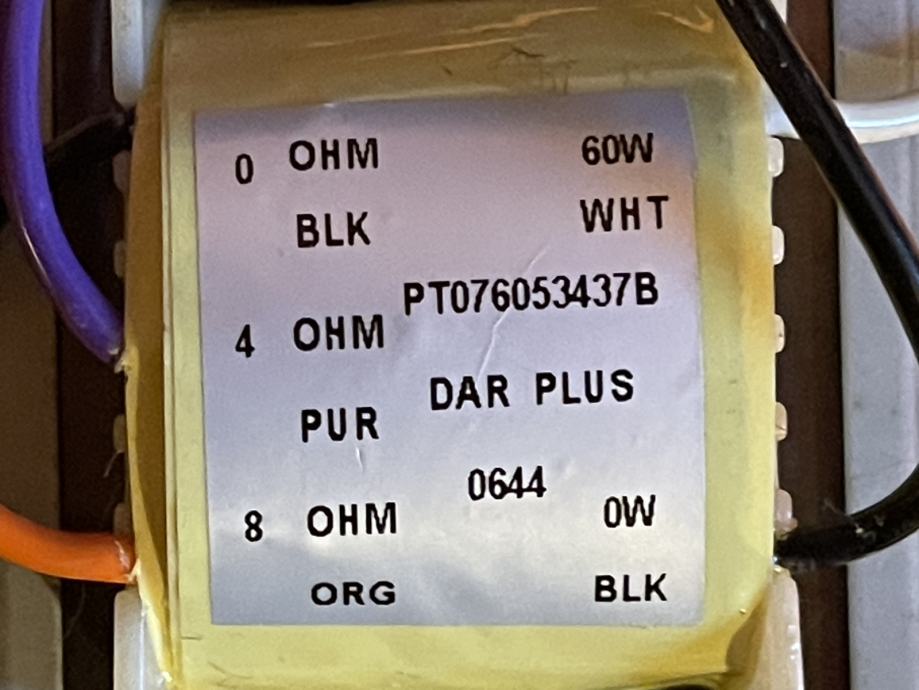 0 OHM 60W
BLK WHT
PT076053437B
4 OHM
DAR PLUS
PUR
0644
8 OHM 0W
ORG BLK